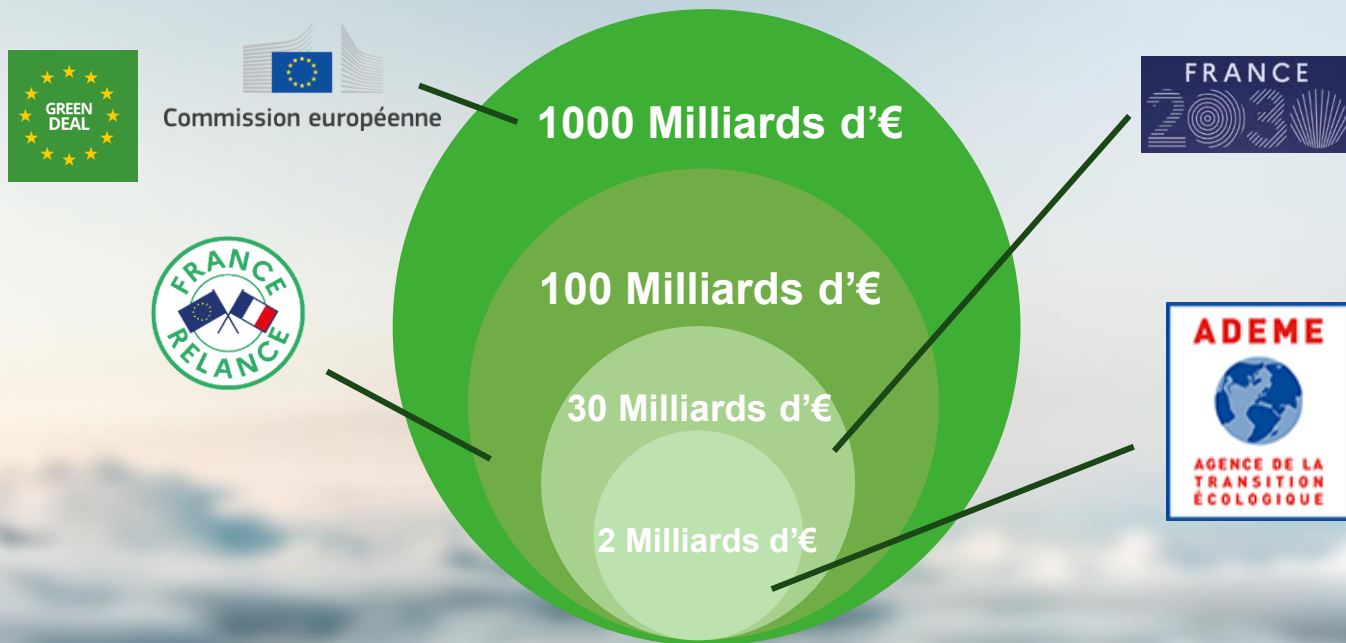 GREEN
DEAL
Commission européenne
1000 Milliards d’€
FRANCE
2030
FRANCE
RELANCE
100 Milliards d’€
30 Milliards d’€
2 Milliards d’€
ADEME
AGENCE DE LA
TRANSITION
ÉCOLOGIQUE